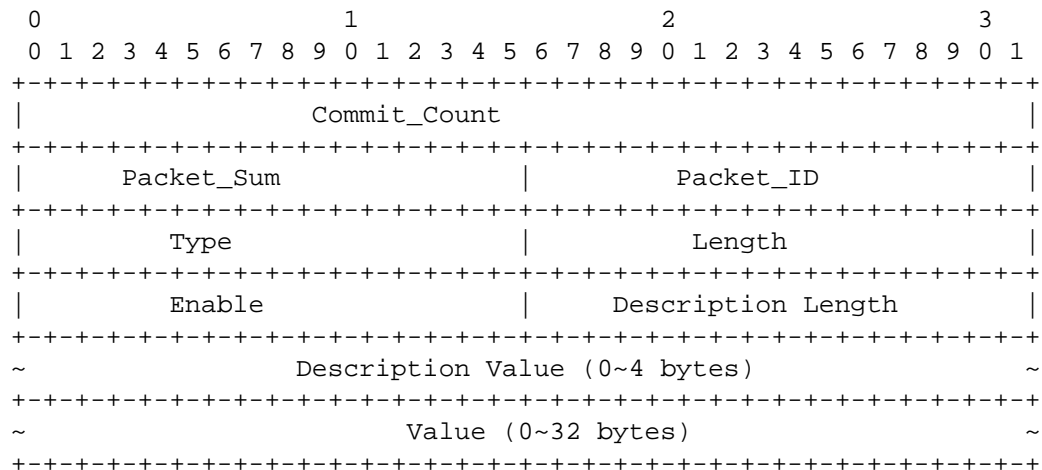 0                   1                   2                   3
0 1 2 3 4 5 6 7 8 9 0 1 2 3 4 5 6 7 8 9 0 1 2 3 4 5 6 7 8 9 0 1
+-+-+-+-+-+-+-+-+-+-+-+-+-+-+-+-+-+-+-+-+-+-+-+-+-+-+-+-+-+-+-+-+
|                  Commit_Count                                 |
+-+-+-+-+-+-+-+-+-+-+-+-+-+-+-+-+-+-+-+-+-+-+-+-+-+-+-+-+-+-+-+-+
|      Packet_Sum               |         Packet_ID             |
+-+-+-+-+-+-+-+-+-+-+-+-+-+-+-+-+-+-+-+-+-+-+-+-+-+-+-+-+-+-+-+-+
|         Type                  |          Length               |
+-+-+-+-+-+-+-+-+-+-+-+-+-+-+-+-+-+-+-+-+-+-+-+-+-+-+-+-+-+-+-+-+
|         Enable                |     Description Length        |
+-+-+-+-+-+-+-+-+-+-+-+-+-+-+-+-+-+-+-+-+-+-+-+-+-+-+-+-+-+-+-+-+
~                 Description Value (0~4 bytes)                 ~
+-+-+-+-+-+-+-+-+-+-+-+-+-+-+-+-+-+-+-+-+-+-+-+-+-+-+-+-+-+-+-+-+
~                        Value (0~32 bytes)                     ~
+-+-+-+-+-+-+-+-+-+-+-+-+-+-+-+-+-+-+-+-+-+-+-+-+-+-+-+-+-+-+-+-+